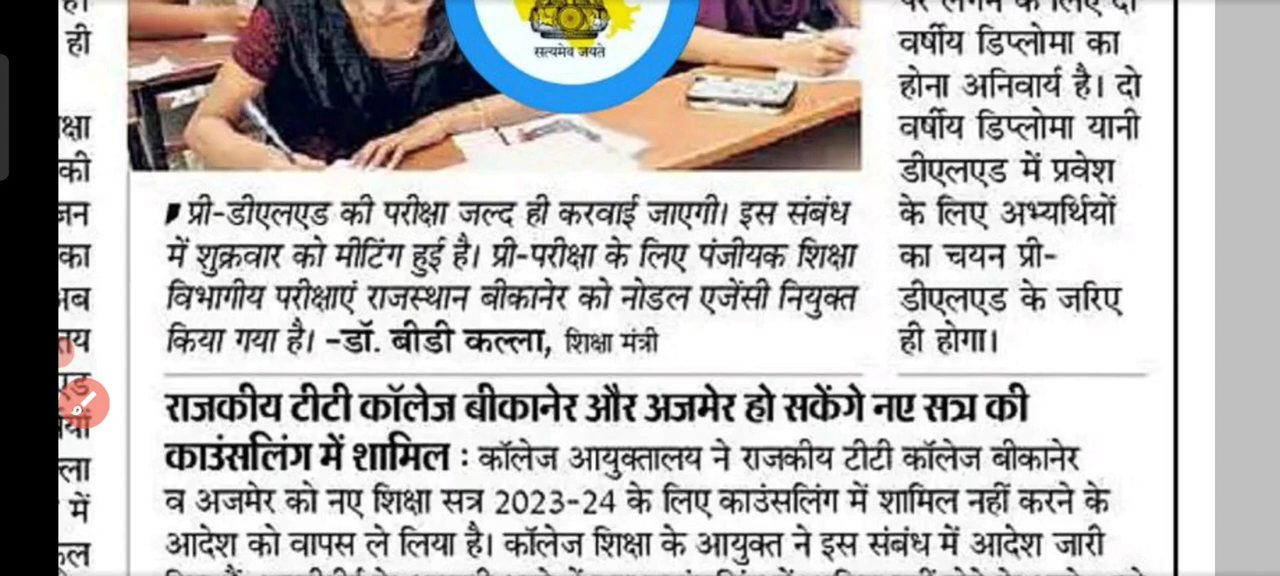 ही
क्षा
की
जन
का
तय
ला
में
सत्यमेव जयते
प्री-डीएलएड की परीक्षा जल्द ही करवाई जाएगी। इस संबंध
में शुक्रवार को मीटिंग हुई है। प्री-परीक्षा के लिए पंजीयक शिक्षा
विभागीय परीक्षाएं राजस्थान बीकानेर को नोडल एजेंसी नियुक्त
किया गया है। -डॉ. बीडी कल्ला, शिक्षा मंत्री
वर्षीय डिप्लोमा का
होना अनिवार्य है। दो
वर्षीय डिप्लोमा यानी
डीएलएड में प्रवेश
के लिए अभ्यर्थियों
का चयन प्री-
डीएलएड के जरिए
ही होगा।
राजकीय टीटी कॉलेज बीकानेर और अजमेर हो सकेंगे नए सत्र की
काउंसलिंग में शामिल : कॉलेज आयुक्तालय ने राजकीय टीटी कॉलेज बीकानेर
व अजमेर को नए शिक्षा सत्र 2023-24 के लिए काउंसलिंग में शामिल नहीं करने के
आदेश को वापस ले लिया है। कॉलेज शिक्षा के आयुक्त ने इस संबंध में आदेश जारी